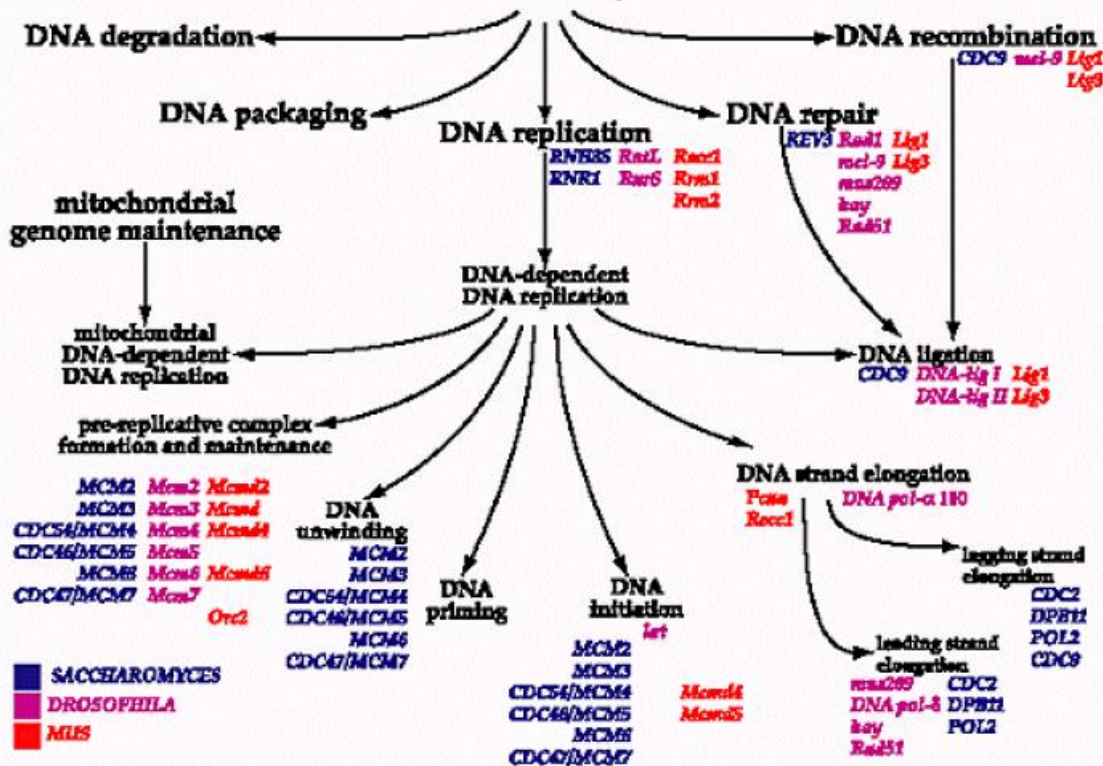 DNA degradation
DNA recombination
CDC9 mei-9 Lig1
Lig3
DNA packaging
DNA replication
RNH35 RnrL Recc1
RNR1 RnrS Rrm1
Rrm2
DNA repair
REV3 Rad1 Lig1
mei-9 Lig3
mus209
hay
Rad51
mitochondrial
genome maintenance
DNA-dependent
DNA replication
mitochondrial
DNA-dependent
DNA replication
DNA ligation
CDC9 DNA-lig I Lig1
DNA-lig II Lig3
pre-replicative complex
formation and maintenance
MCM2 Mcm2 Mcmd2
MCM3 Mcm3 Mcmd
CDC54/MCM4 Mcm4 Mcmd4
CDC46/MCM5 Mcm5
MCM6 Mcm6 Mcmd6
CDC47/MCM7 Mcm7
Orc2
DNA
unwinding
MCM2
MCM3
CDC54/MCM4
CDC46/MCM5
MCM6
CDC47/MCM7
DNA
priming
DNA
initiation
lat
MCM2
MCM3
CDC54/MCM4 Mcmd4
CDC46/MCM5 Mcmd5
MCM6
CDC47/MCM7
DNA strand elongation
Pcna DNA pol-α 180
Recc1
lagging strand
elongation
CDC2
DPB11
POL2
CDC9
leading strand
elongation
mus209 CDC2
DNA pol-δ DPB11
hay POL2
Rad51
SACCHAROMYCES
DROSOPHILA
MUS